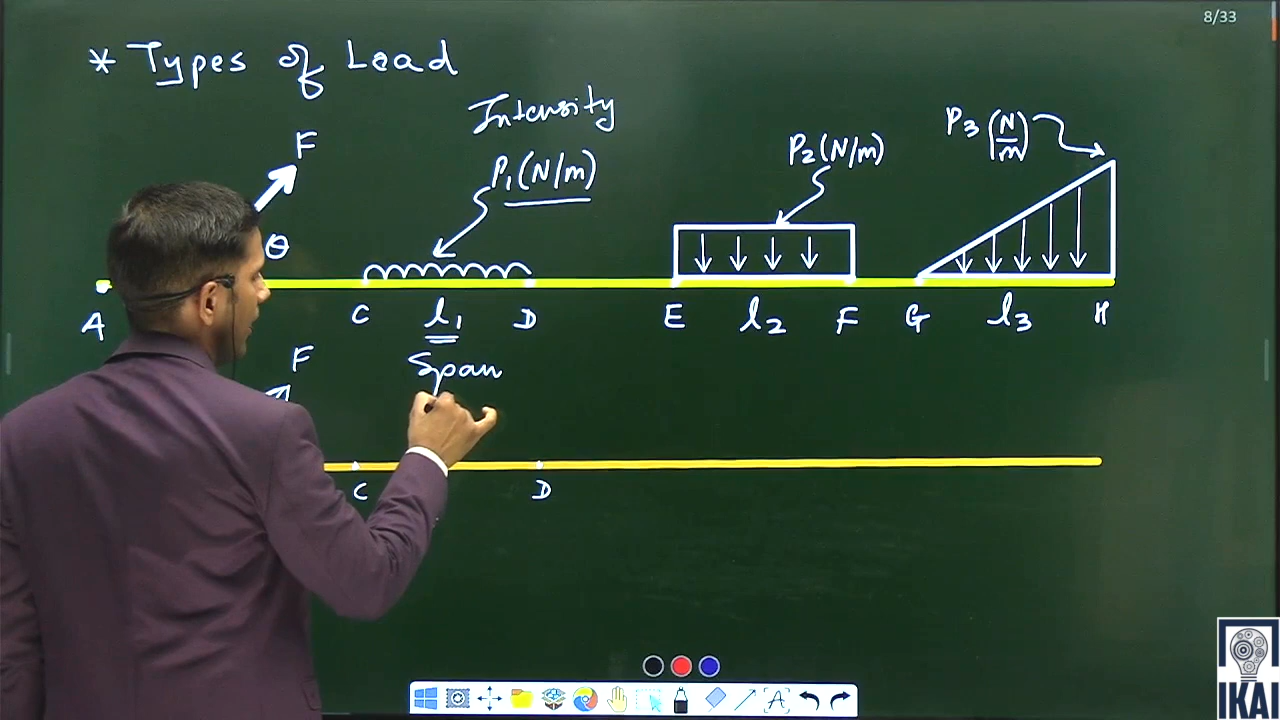 8/33
* Types of Load
Intensity
F
P1 (N/m)
P2 (N/m)
P3 (N/m)
θ
A C l1 D E l2 F G l3 H
Span
F
C D
A
IKAI